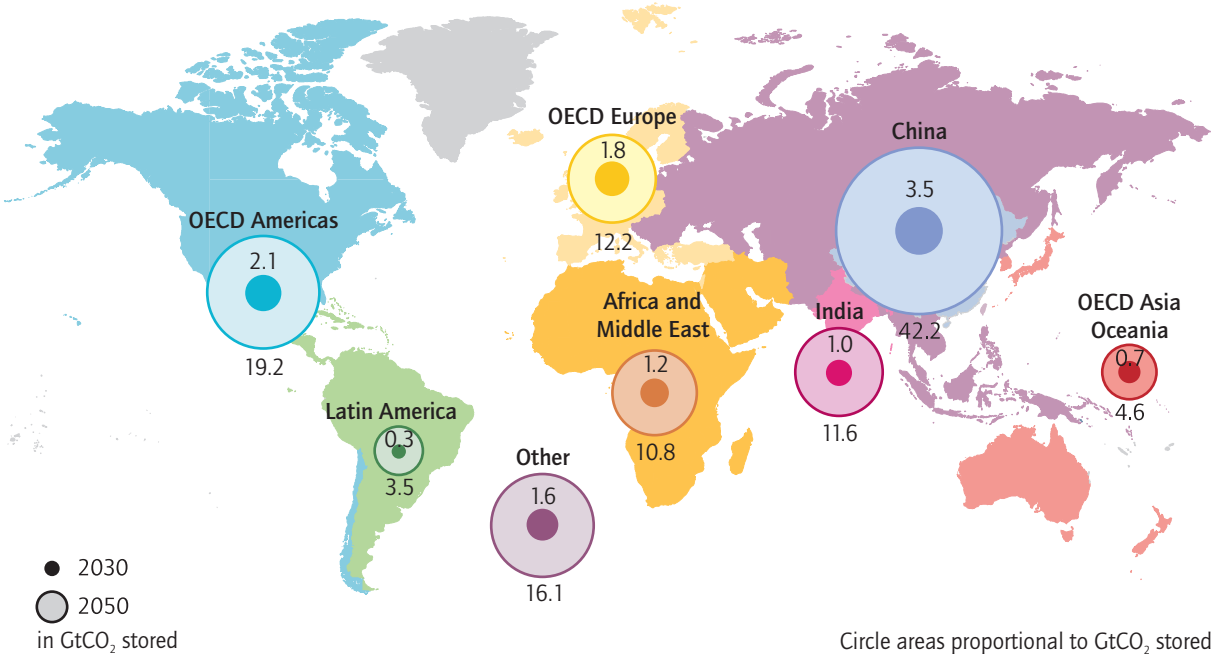 OECD Europe
1.8
12.2
China
3.5
42.2
OECD Americas
2.1
19.2
Africa and
Middle East
1.2
10.8
India
1.0
11.6
OECD Asia
Oceania
0.7
4.6
Latin America
0.3
3.5
Other
1.6
16.1
2030
2050
in GtCO₂ stored
Circle areas proportional to GtCO₂ stored